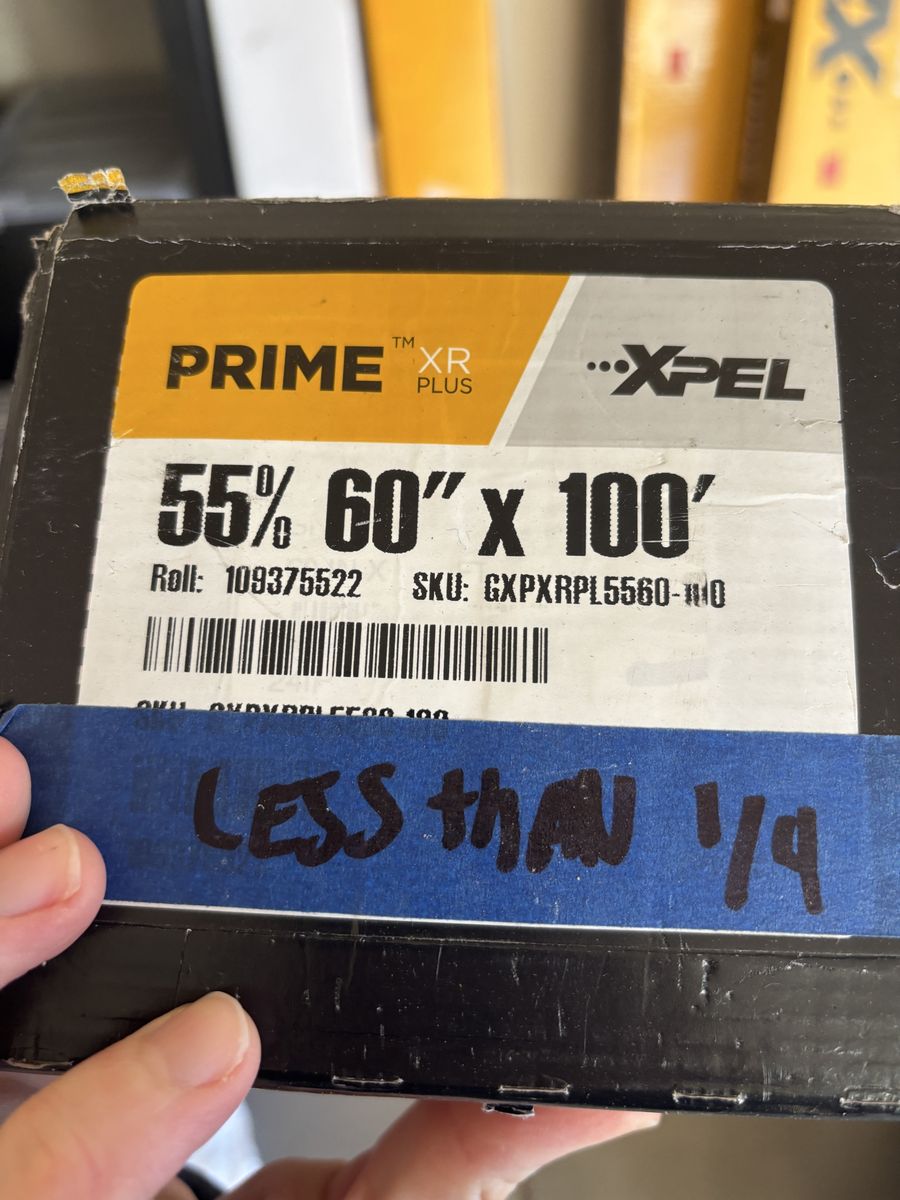 PRIME™ XR PLUS
XPEL
55% 60" x 100'
Roll: 109375522 SKU: GXPXRPL5560-100
LESS thAN 1/4